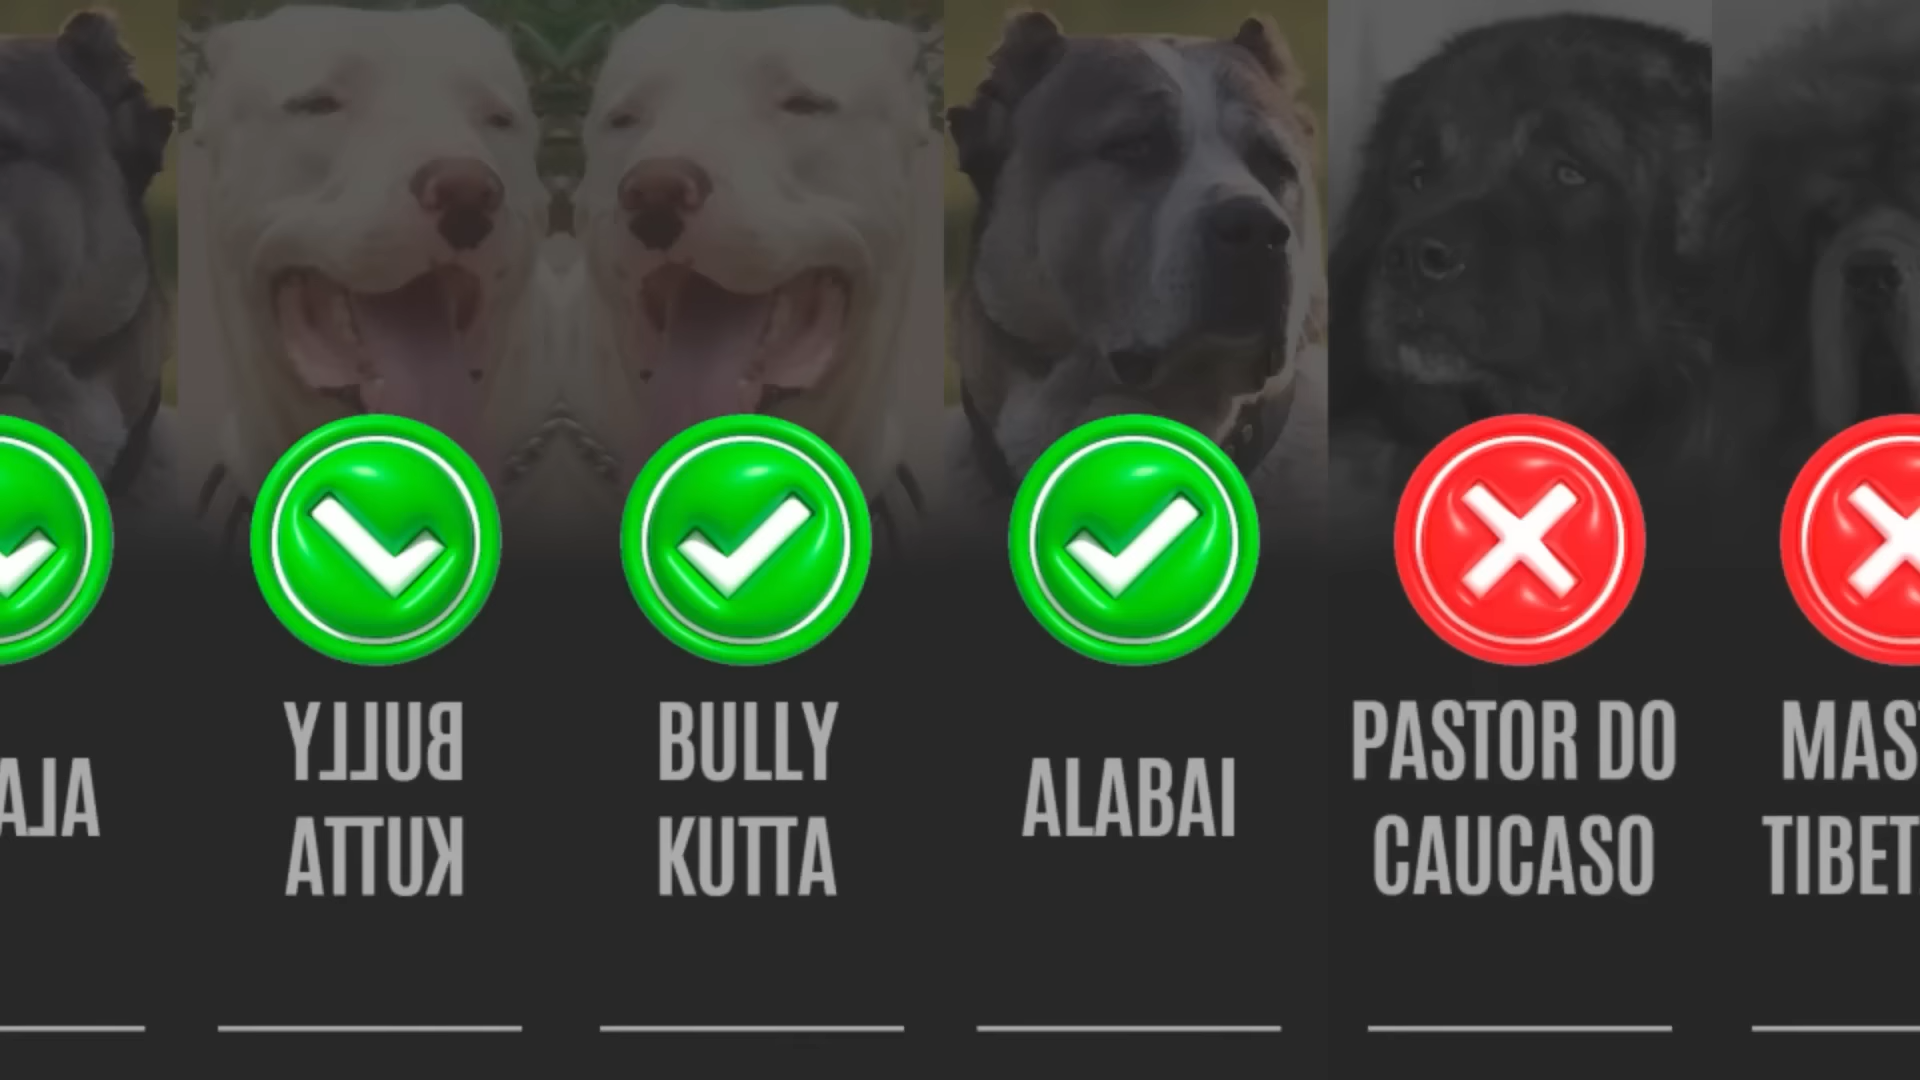 BULLY
KUTTA
BULLY
KUTTA
ALABAI
PASTOR DO
CAUCASO